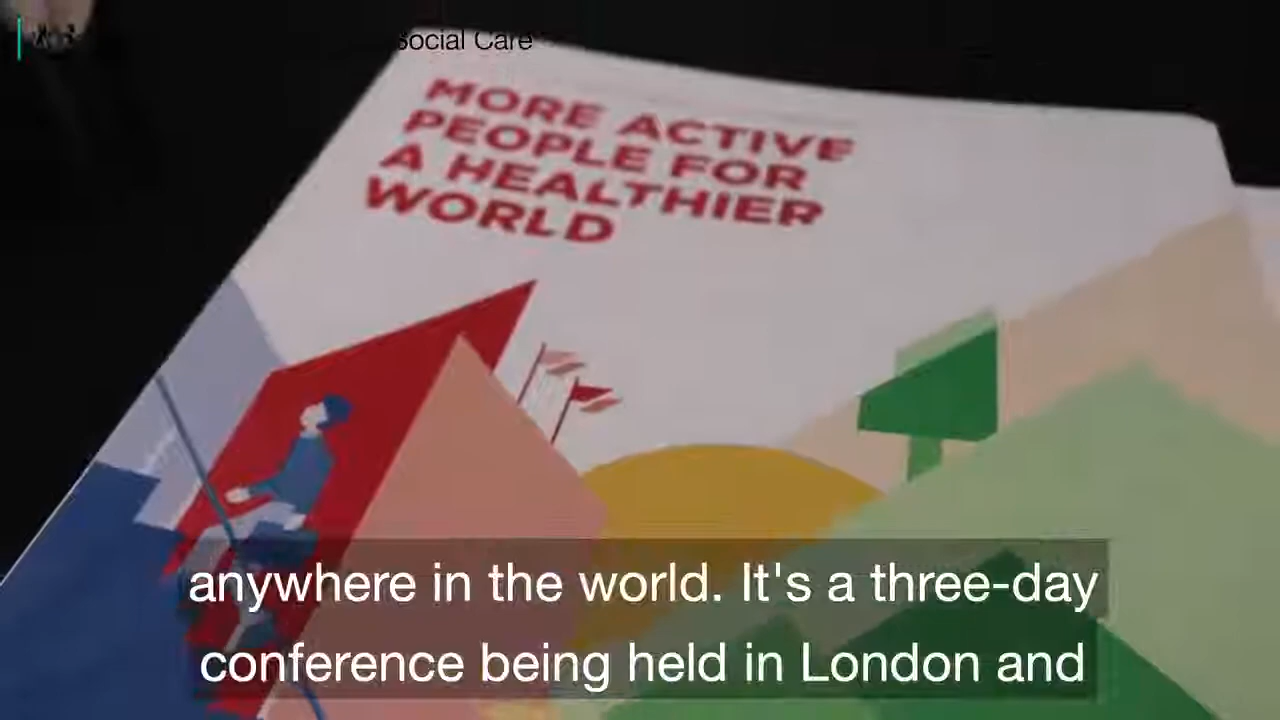 Social Care
MORE ACTIVE
PEOPLE FOR
A HEALTHIER
WORLD
anywhere in the world. It's a three-day
conference being held in London and